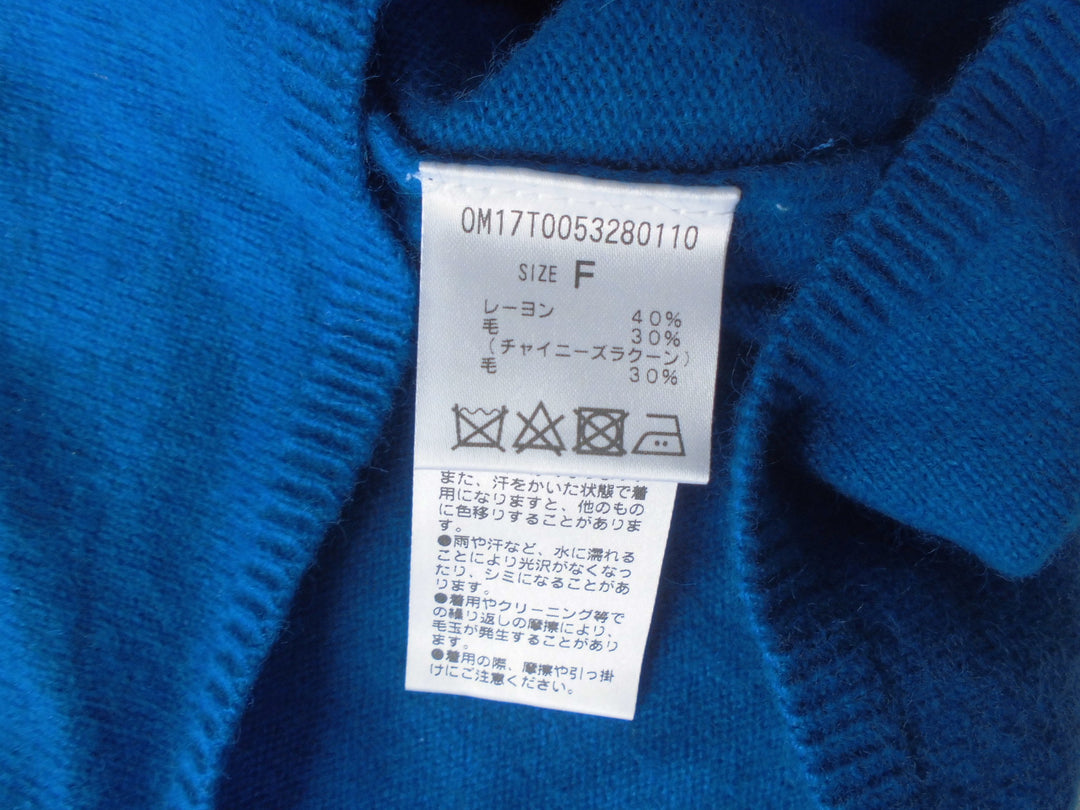 OM17T0053280110
SIZE F
レーヨン 40%
毛 30%
(チャイニーズラクーン)
毛 30%
また、汗をかいた状態で着
用になりますと、他のもの
に色移りすることがありま
す。
●雨や汗など、水に濡れる
ことにより光沢がなくなっ
たり、シミになることがあ
ります。
●着用やクリーニング等で
の繰り返しの摩擦により、
毛玉が発生することがあり
ます。
●着用の際、摩擦や引っ掛
けにご注意ください。